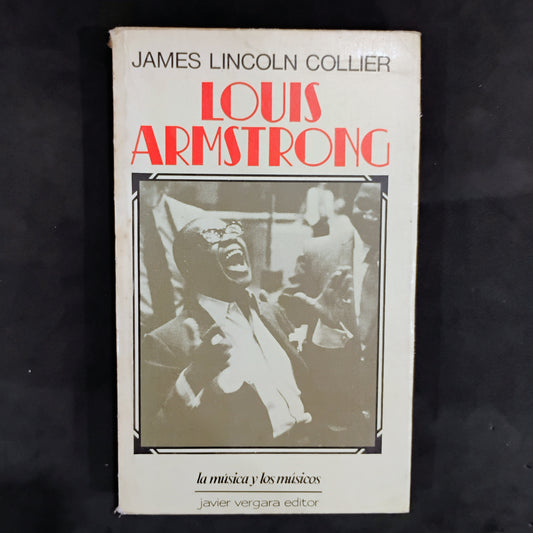 JAMES LINCOLN COLLIER
LOUIS
ARMSTRONG
la música y los músicos
javier vergara editor